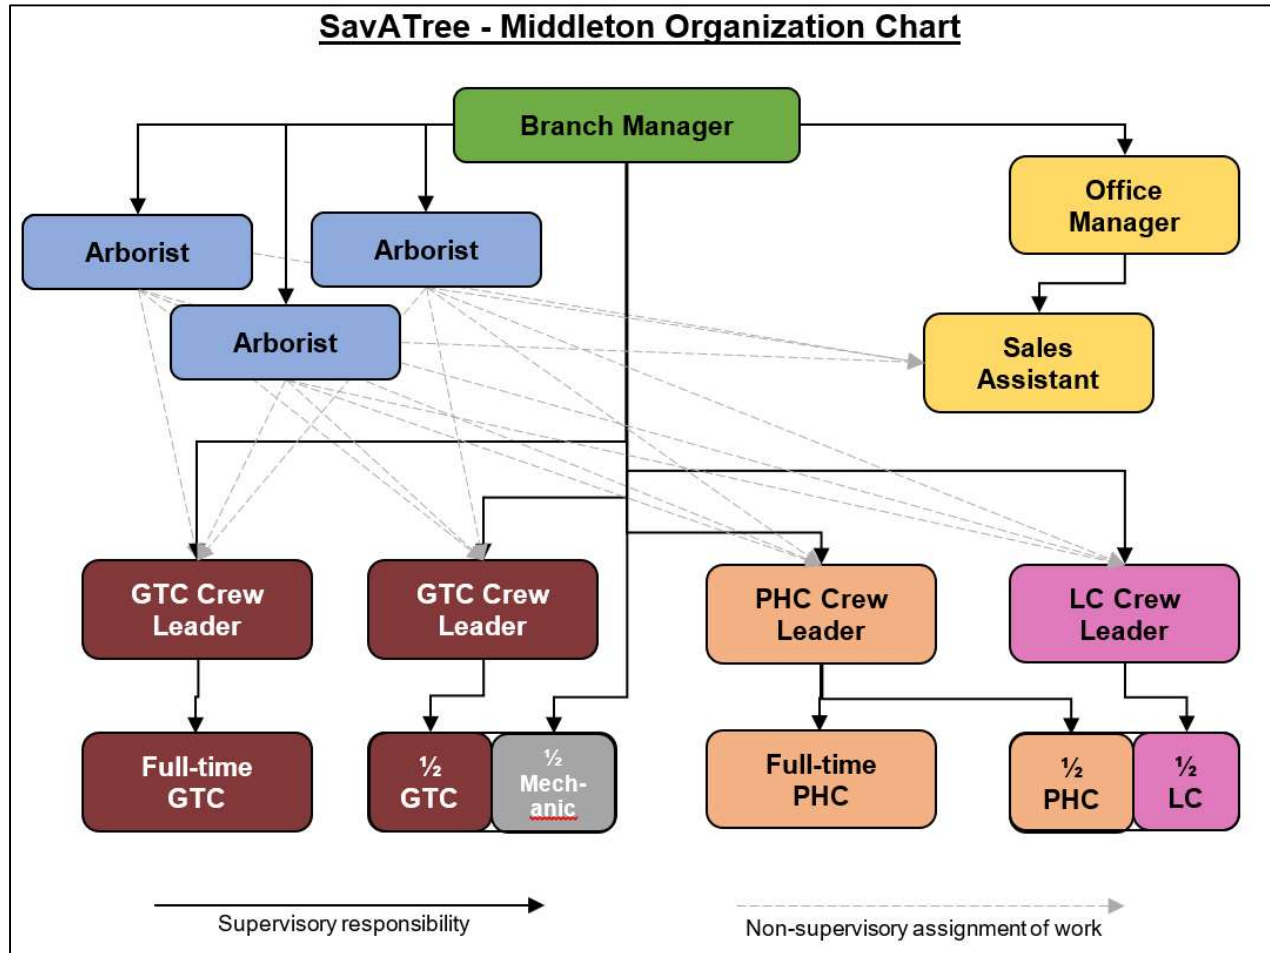 SavATree - Middleton Organization Chart
Branch Manager
Office
Manager
Arborist
Arborist
Arborist
Sales
Assistant
GTC Crew
Leader
GTC Crew
Leader
PHC Crew
Leader
LC Crew
Leader
Full-time
GTC
½
GTC
½
Mech-
anic
Full-time
PHC
½
PHC
½
LC
Supervisory responsibility
Non-supervisory assignment of work